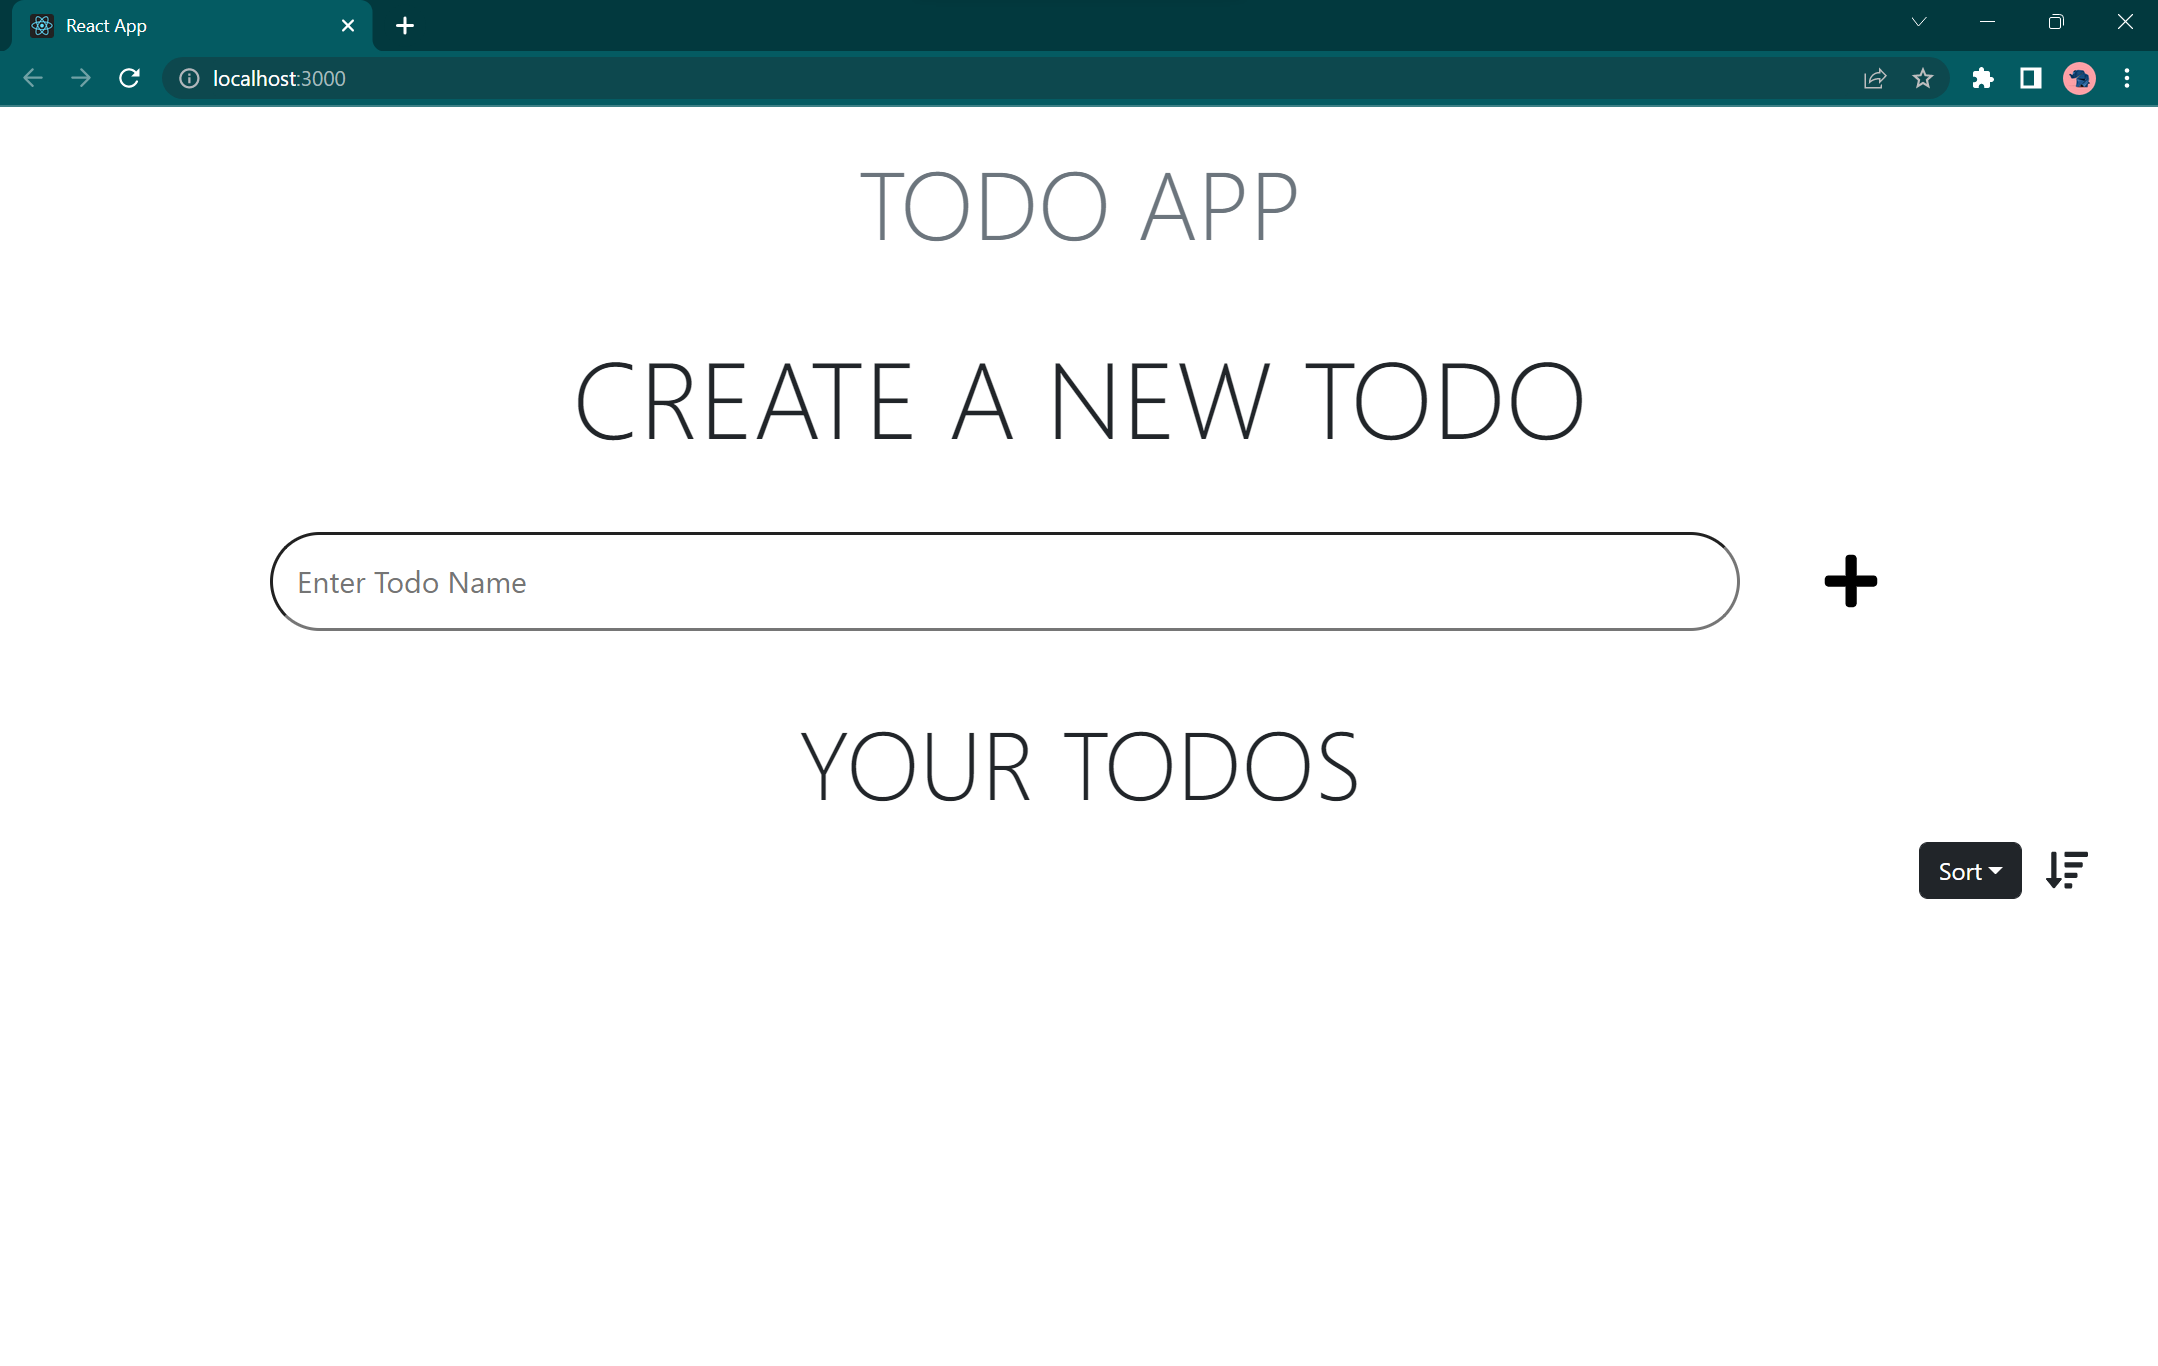 React App
localhost:3000
TODO APP
CREATE A NEW TODO
Enter Todo Name
YOUR TODOS
Sort